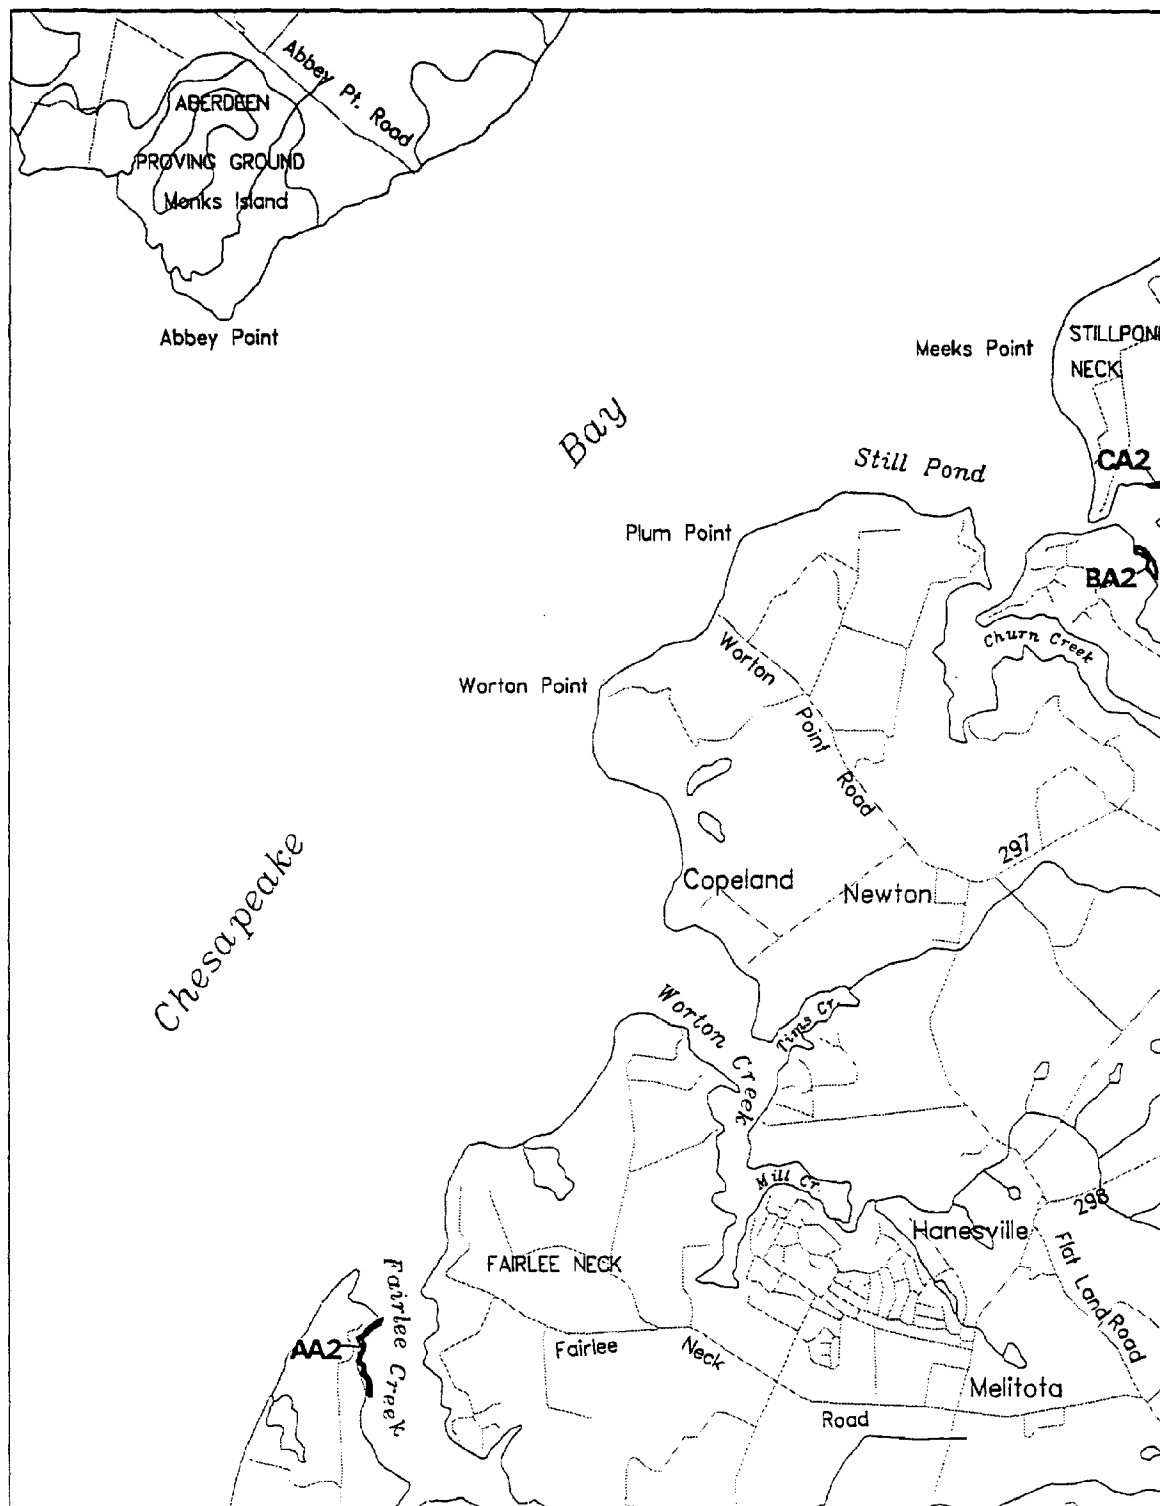 Abbey Pt. Road
ABERDEEN
PROVING GROUND
Monks Island
Abbey Point
Meeks Point
STILLPOND
NECK
Bay
Still Pond
CA2
Plum Point
BA2
Churn Creek
Worton Point
Worton Point Road
297
Copeland
Newton
Chesapeake
Worton Creek
Tims Cr.
Mill Cr.
298
Hanesville
Flat Land Road
FAIRLEE NECK
Fairlee Creek
AA2
Fairlee Neck Road
Melitota